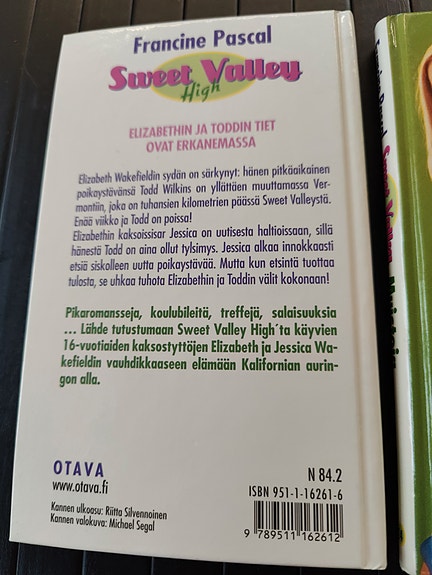 Francine Pascal
Sweet Valley
High
ELIZABETHIN JA TODDIN TIET
OVAT ERKANEMASSA
Elizabeth Wakefieldin sydän on särkynyt: hänen pitkäaikainen
poikaystävänsä Todd Wilkins on yllättäen muuttamassa Ver-
montiin, joka on tuhansien kilometrien päässä Sweet Valleystä.
Enää viikko ja Todd on poissa!
Elizabethin kaksoissisar Jessica on uutisesta haltioissaan, sillä
hänestä Todd on aina ollut tylsimys. Jessica alkaa innokkaasti
etsiä siskolleen uutta poikaystävää. Mutta kun etsintä tuottaa
tulosta, se uhkaa tuhota Elizabethin ja Toddin välit kokonaan!
Pikaromansseja, koulubileitä, treffejä, salaisuuksia
... Lähde tutustumaan Sweet Valley High´ta käyvien
16-vuotiaiden kaksostyttöjen Elizabeth ja Jessica Wa-
kefieldin vauhdikkaaseen elämään Kalifornian aurin-
gon alla.
OTAVA
www.otava.fi
Kannen ulkoasu: Riitta Silvennoinen
Kannen valokuva: Michael Segal
N 84.2
ISBN 951-1-16261-6
9 789511 162612
Francine Pascal
Sweet Valley
High